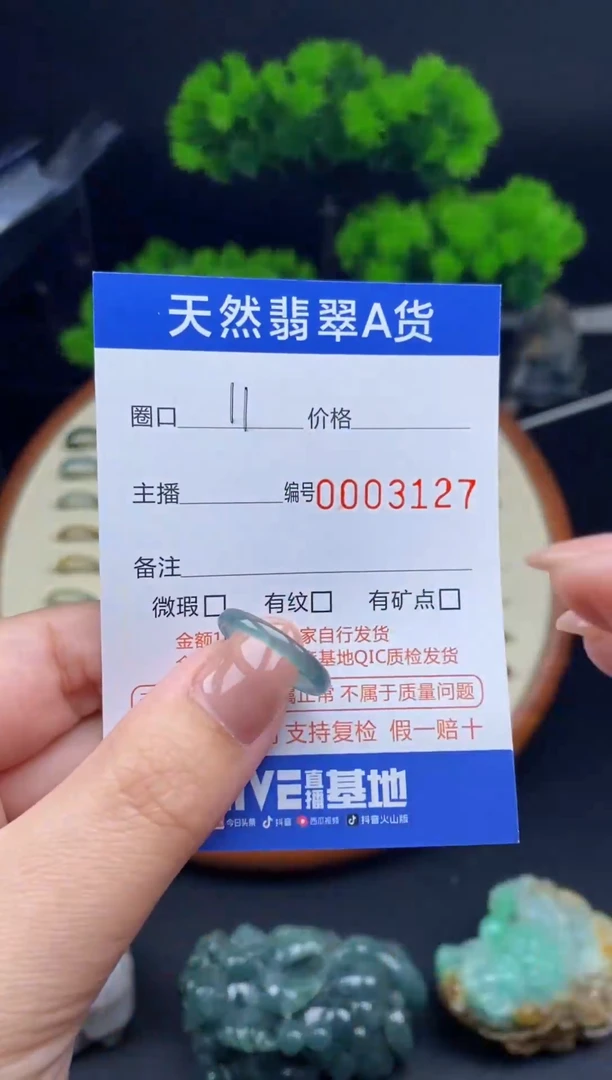 天然翡翠A货
圈口 11 价格
主播 编号0003127
备注
微瑕□ 有纹□ 有矿点□
金额1 家自行发货
基地QIC质检发货
正常 不属于质量问题
支持复检 假一赔十
VE直播基地
今日头条 抖音 西瓜视频 抖音火山版